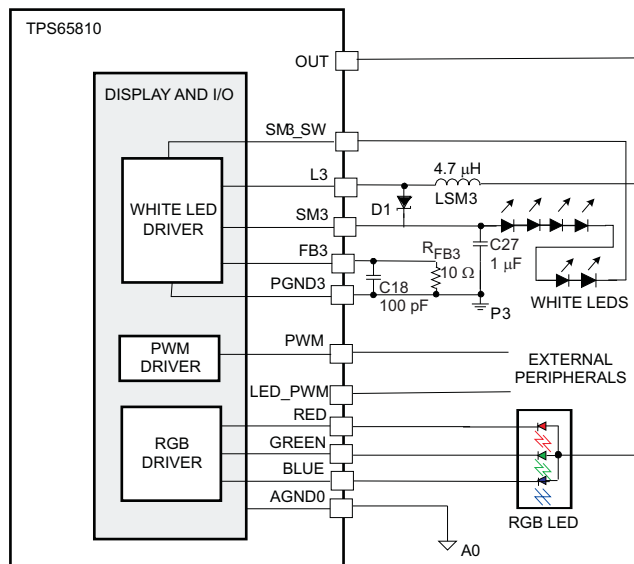 TPS65810
OUT
DISPLAY AND I/O
SM3_SW
4.7 μH
L3
LSM3
D1
WHITE LED
DRIVER
SM3
C27
1 μF
FB3
RFB3
10 Ω
C18
100 pF
PGND3
P3
WHITE LEDS
PWM
DRIVER
PWM
EXTERNAL
PERIPHERALS
LED_PWM
RED
RGB
DRIVER
GREEN
BLUE
AGND0
RGB LED
A0